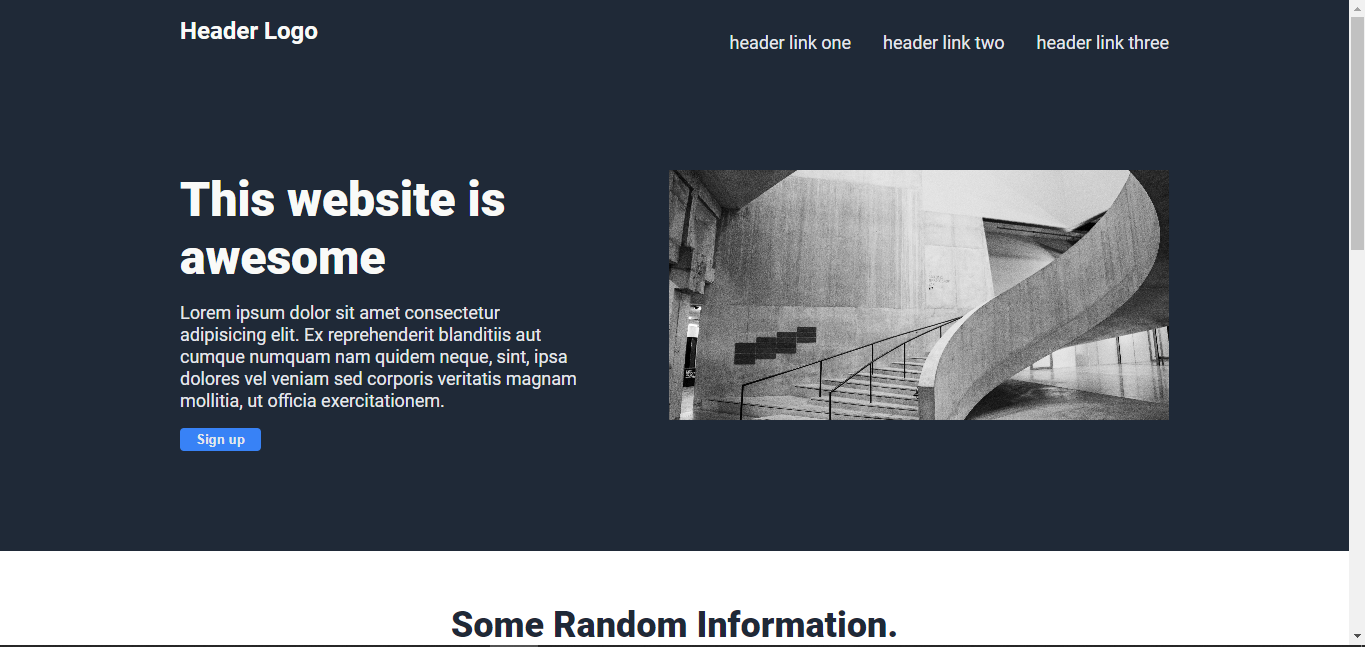 Header Logo
header link one header link two header link three
This website is
awesome
Lorem ipsum dolor sit amet consectetur
adipisicing elit. Ex reprehenderit blanditiis aut
cumque numquam nam quidem neque, sint, ipsa
dolores vel veniam sed corporis veritatis magnam
mollitia, ut officia exercitationem.
Sign up
Some Random Information.